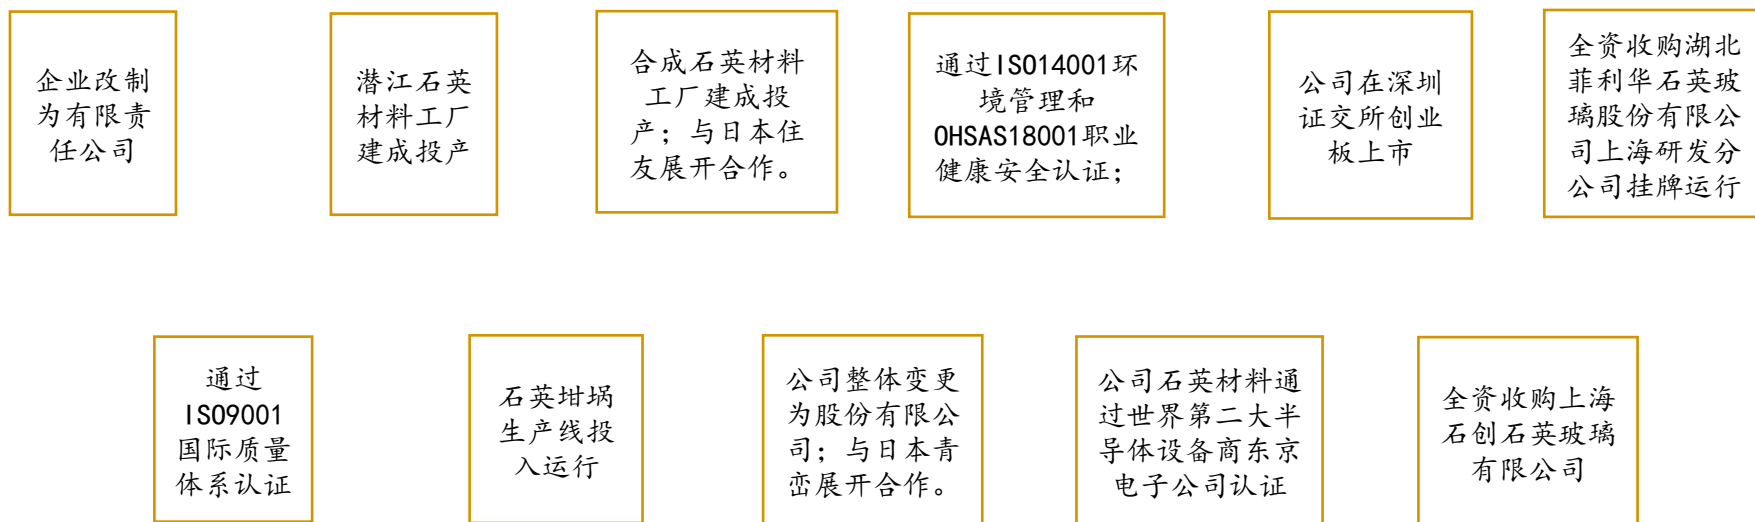 企业改制
为有限责
任公司
潜江石英
材料工厂
建成投产
合成石英材料
工厂建成投
产；与日本住
友展开合作。
通过ISO14001环
境管理和
OHSAS18001职业
健康安全认证；
公司在深圳
证交所创业
板上市
全资收购湖北
菲利华石英玻
璃股份有限公
司上海研发分
公司挂牌运行
通过
ISO9001
国际质量
体系认证
石英坩埚
生产线投
入运行
公司整体变更
为股份有限公
司；与日本青
峦展开合作。
公司石英材料通
过世界第二大半
导体设备商东京
电子公司认证
全资收购上海
石创石英玻璃
有限公司